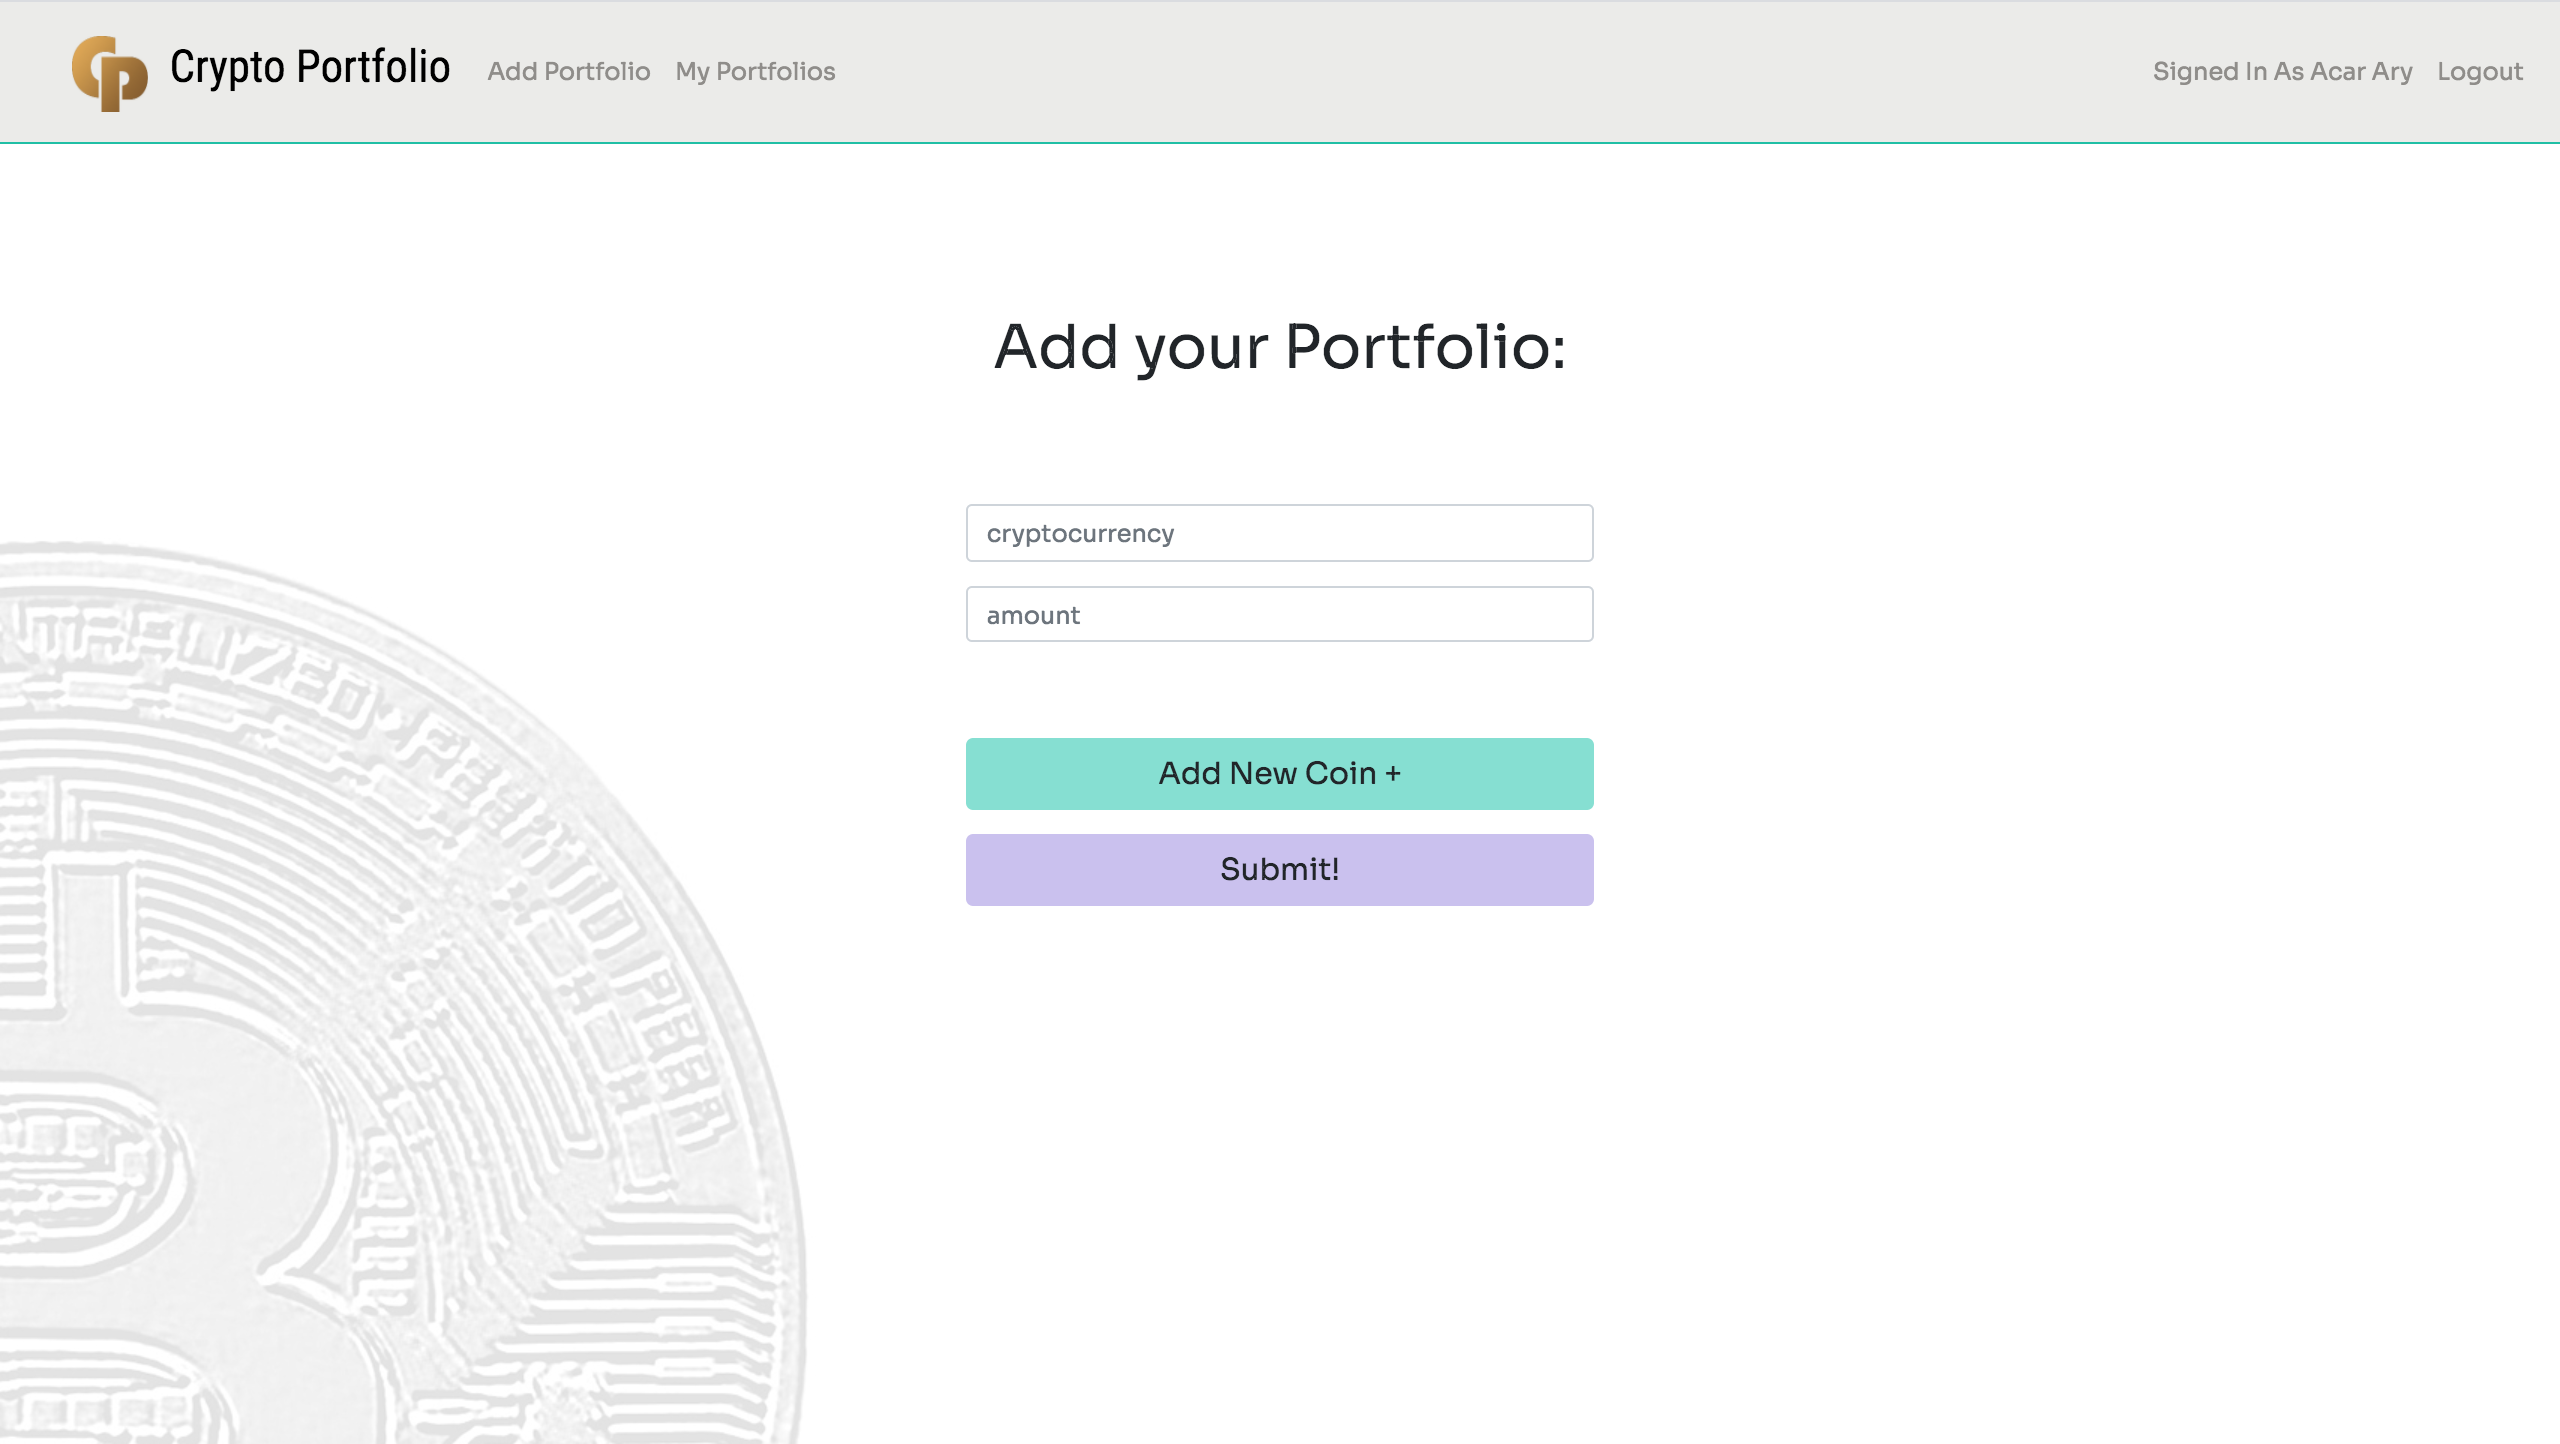 Crypto Portfolio Add Portfolio My Portfolios Signed In As Acar Ary Logout
Add your Portfolio:
cryptocurrency
amount
Add New Coin +
Submit!